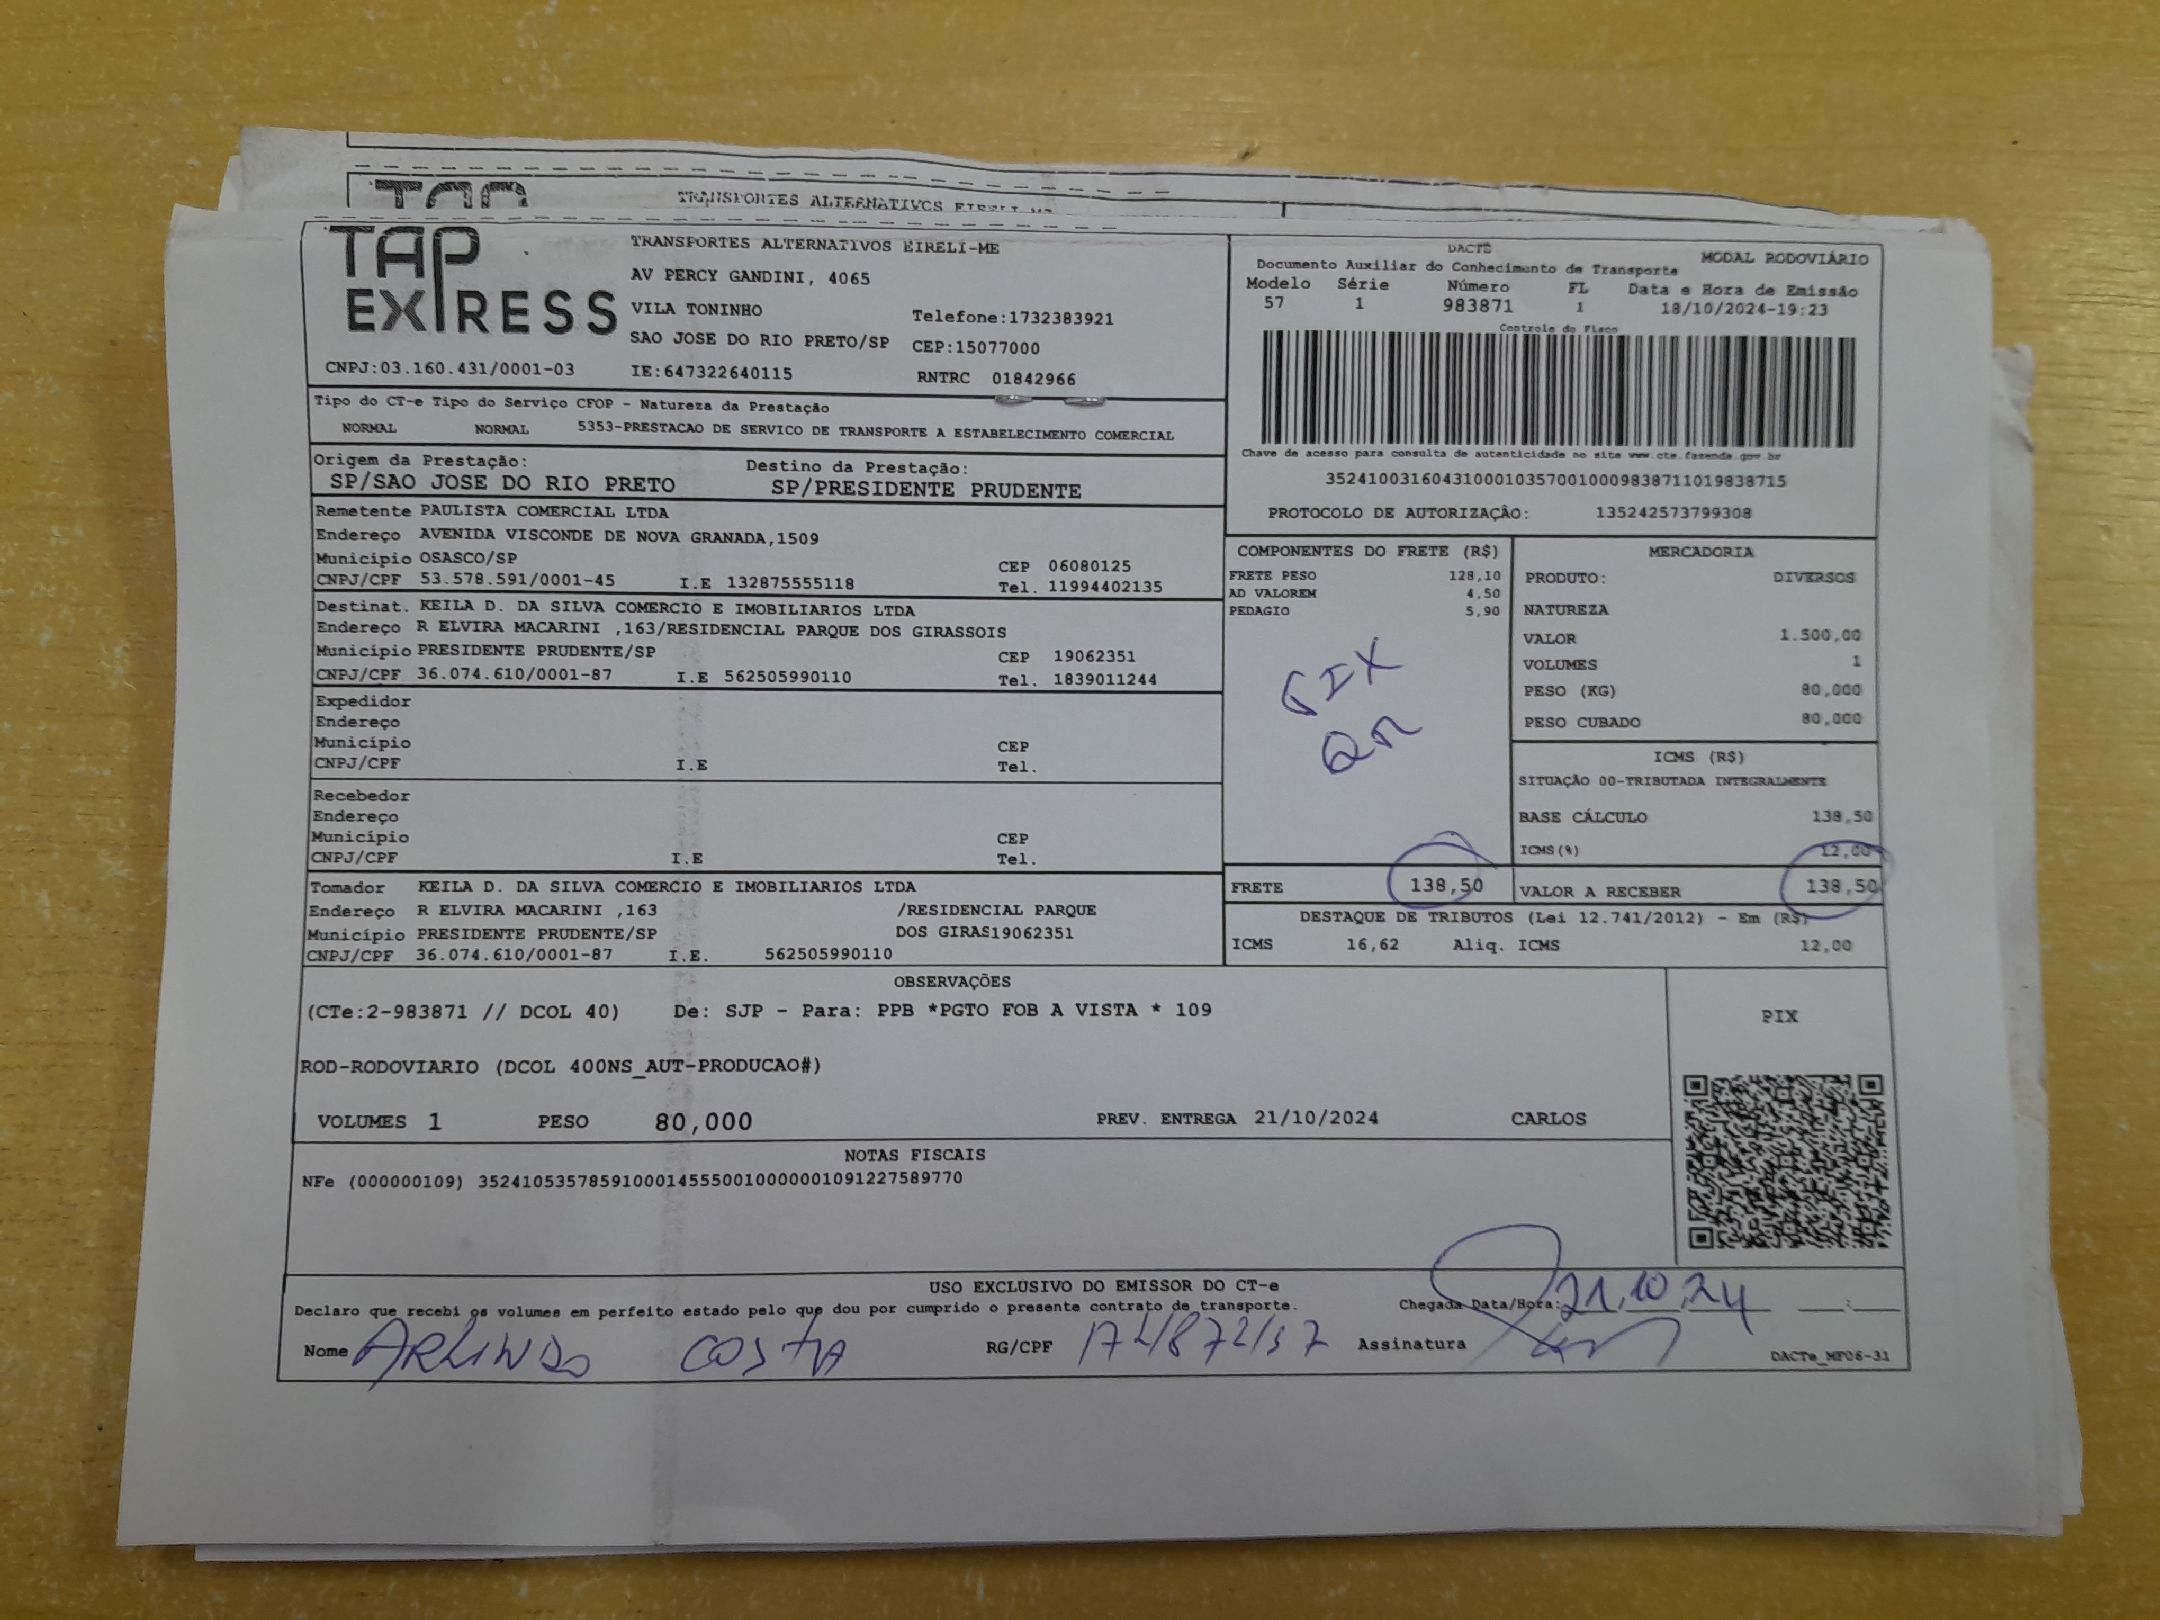 TRANSPORTES ALTERNATIVOS EIRELI-ME
TAP EXPRESS
TRANSPORTES ALTERNATIVOS EIRELI-ME
AV PERCY GANDINI, 4065
VILA TONINHO
Telefone:1732383921
SAO JOSE DO RIO PRETO/SP CEP:15077000
CNPJ:03.160.431/0001-03 IE:647322640115 RNTRC 01842966
DACTE
MODAL RODOVIÁRIO
Documento Auxiliar do Conhecimento de Transporte
Modelo Série Número FL Data e Hora de Emissão
57 1 983871 1 18/10/2024-19:23
Controle do Fisco
Chave de acesso para consulta de autenticidade no site www.cte.fazenda.gov.br
35241003160431000103570010009838711019838715
PROTOCOLO DE AUTORIZAÇÃO: 135242573799308
Tipo do CT-e Tipo do Serviço CFOP - Natureza da Prestação
NORMAL NORMAL 5353-PRESTACAO DE SERVICO DE TRANSPORTE A ESTABELECIMENTO COMERCIAL
Origem da Prestação: Destino da Prestação:
SP/SAO JOSE DO RIO PRETO SP/PRESIDENTE PRUDENTE
Remetente PAULISTA COMERCIAL LTDA
Endereço AVENIDA VISCONDE DE NOVA GRANADA,1509
Município OSASCO/SP CEP 06080125
CNPJ/CPF 53.578.591/0001-45 I.E 132875555118 Tel. 11994402135
Destinat. KEILA D. DA SILVA COMERCIO E IMOBILIARIOS LTDA
Endereço R ELVIRA MACARINI ,163/RESIDENCIAL PARQUE DOS GIRASSOIS
Município PRESIDENTE PRUDENTE/SP CEP 19062351
CNPJ/CPF 36.074.610/0001-87 I.E 562505990110 Tel. 1839011244
Expedidor
Endereço
Município CEP
CNPJ/CPF I.E Tel.
Recebedor
Endereço
Município CEP
CNPJ/CPF I.E Tel.
Tomador KEILA D. DA SILVA COMERCIO E IMOBILIARIOS LTDA
Endereço R ELVIRA MACARINI ,163 /RESIDENCIAL PARQUE
Município PRESIDENTE PRUDENTE/SP DOS GIRAS19062351
CNPJ/CPF 36.074.610/0001-87 I.E. 562505990110
COMPONENTES DO FRETE (R$)
FRETE PESO 128,10
AD VALOREM 4,50
PEDAGIO 5,90
PIX
QR
MERCADORIA
PRODUTO: DIVERSOS
NATUREZA
VALOR 1.500,00
VOLUMES 1
PESO (KG) 80,000
PESO CUBADO 80,000
ICMS (R$)
SITUAÇÃO 00-TRIBUTADA INTEGRALMENTE
BASE CÁLCULO 138,50
ICMS(%) 12,00
FRETE 138,50 VALOR A RECEBER 138,50
DESTAQUE DE TRIBUTOS (Lei 12.741/2012) - Em (R$)
ICMS 16,62 Aliq. ICMS 12,00
OBSERVAÇÕES
(CTe:2-983871 // DCOL 40) De: SJP - Para: PPB *PGTO FOB A VISTA * 109
ROD-RODOVIARIO (DCOL 400NS_AUT-PRODUCAO#)
VOLUMES 1 PESO 80,000 PREV. ENTREGA 21/10/2024 CARLOS
PIX
NOTAS FISCAIS
NFe (000000109) 35241053578591000145550010000001091227589770
USO EXCLUSIVO DO EMISSOR DO CT-e
Declaro que recebi os volumes em perfeito estado pelo que dou por cumprido o presente contrato de transporte. Chegada Data/Hora: 21.10.24
Nome ARLINDO COSTA RG/CPF Assinatura
DACTe_MF06-31